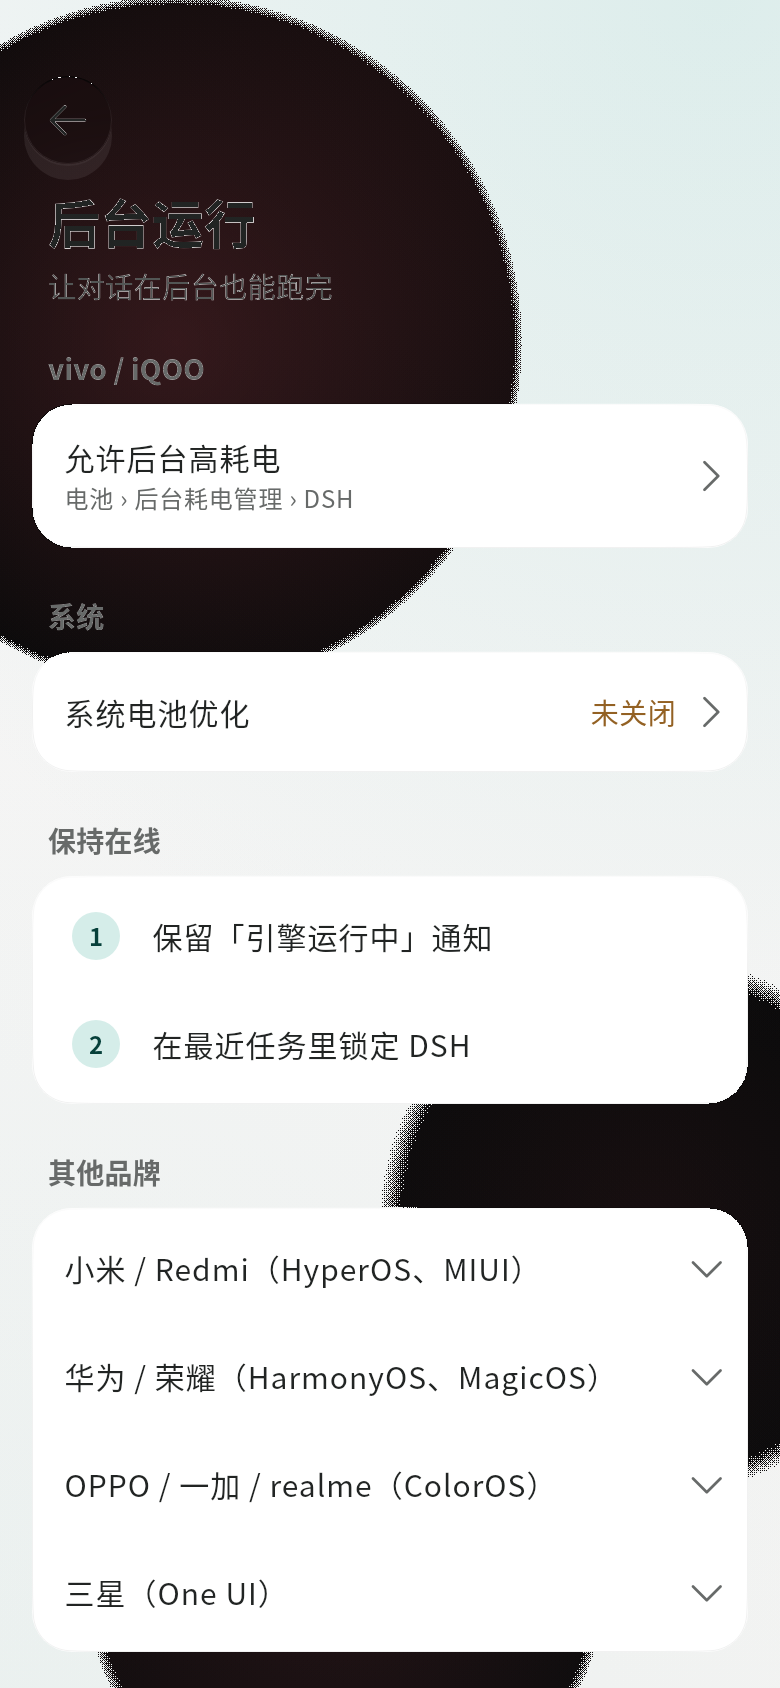 后台运行
让对话在后台也能跑完
vivo / iQOO
允许后台高耗电
电池 › 后台耗电管理 › DSH
系统
系统电池优化 未关闭
保持在线
1 保留「引擎运行中」通知
2 在最近任务里锁定 DSH
其他品牌
小米 / Redmi（HyperOS、MIUI）
华为 / 荣耀（HarmonyOS、MagicOS）
OPPO / 一加 / realme（ColorOS）
三星（One UI）